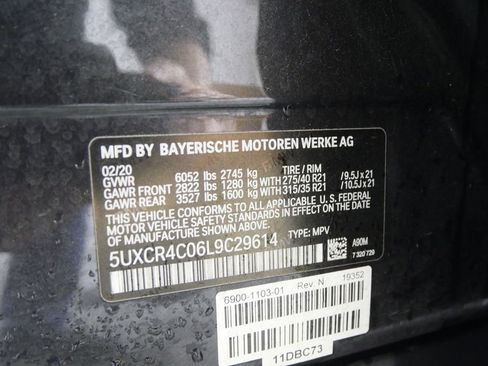 MFD BY BAYERISCHE MOTOREN WERKE AG
02/20
GVWR 6052 lbs 2745 kg TIRE / RIM
GAWR FRONT 2822 lbs 1280 kg WITH 275/40 R21 /9.5J x 21
GAWR REAR 3527 lbs 1600 kg WITH 315/35 R21 /10.5J x 21
THIS VEHICLE CONFORMS TO ALL APPLICABLE U.S. FEDERAL
MOTOR VEHICLE SAFETY STANDARDS IN EFFECT ON THE
DATE OF MANUFACTURE SHOWN ABOVE.
5UXCR4C06L9C29614 TYPE: MPV
A90M
7 320 729
6900-1103-01 Rev. N 19352
11DBC73